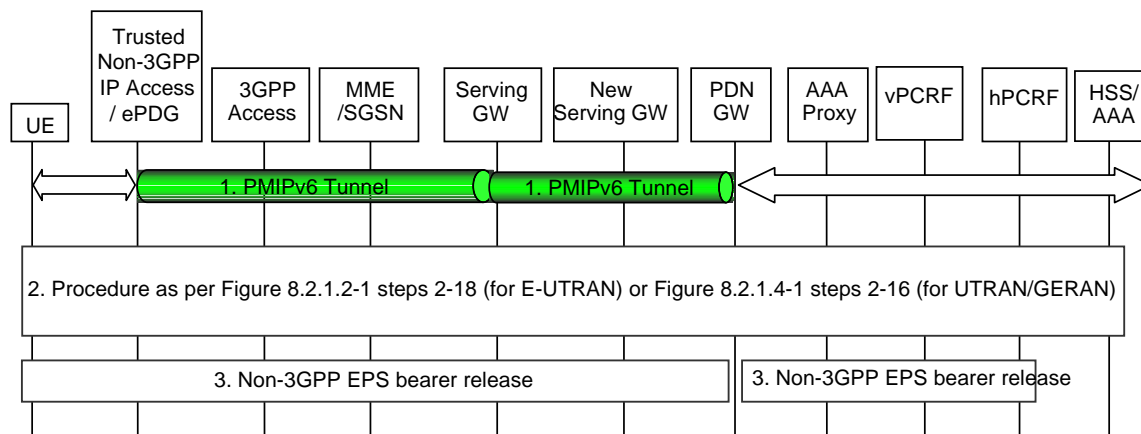 Trusted
Non-3GPP
IP Access
/ ePDG
UE
3GPP
Access
MME
/SGSN
Serving
GW
New
Serving GW
PDN
GW
AAA
Proxy
vPCRF
hPCRF
HSS/
AAA
1. PMIPv6 Tunnel
1. PMIPv6 Tunnel
2. Procedure as per Figure 8.2.1.2-1 steps 2-18 (for E-UTRAN) or Figure 8.2.1.4-1 steps 2-16 (for UTRAN/GERAN)
3. Non-3GPP EPS bearer release
3. Non-3GPP EPS bearer release